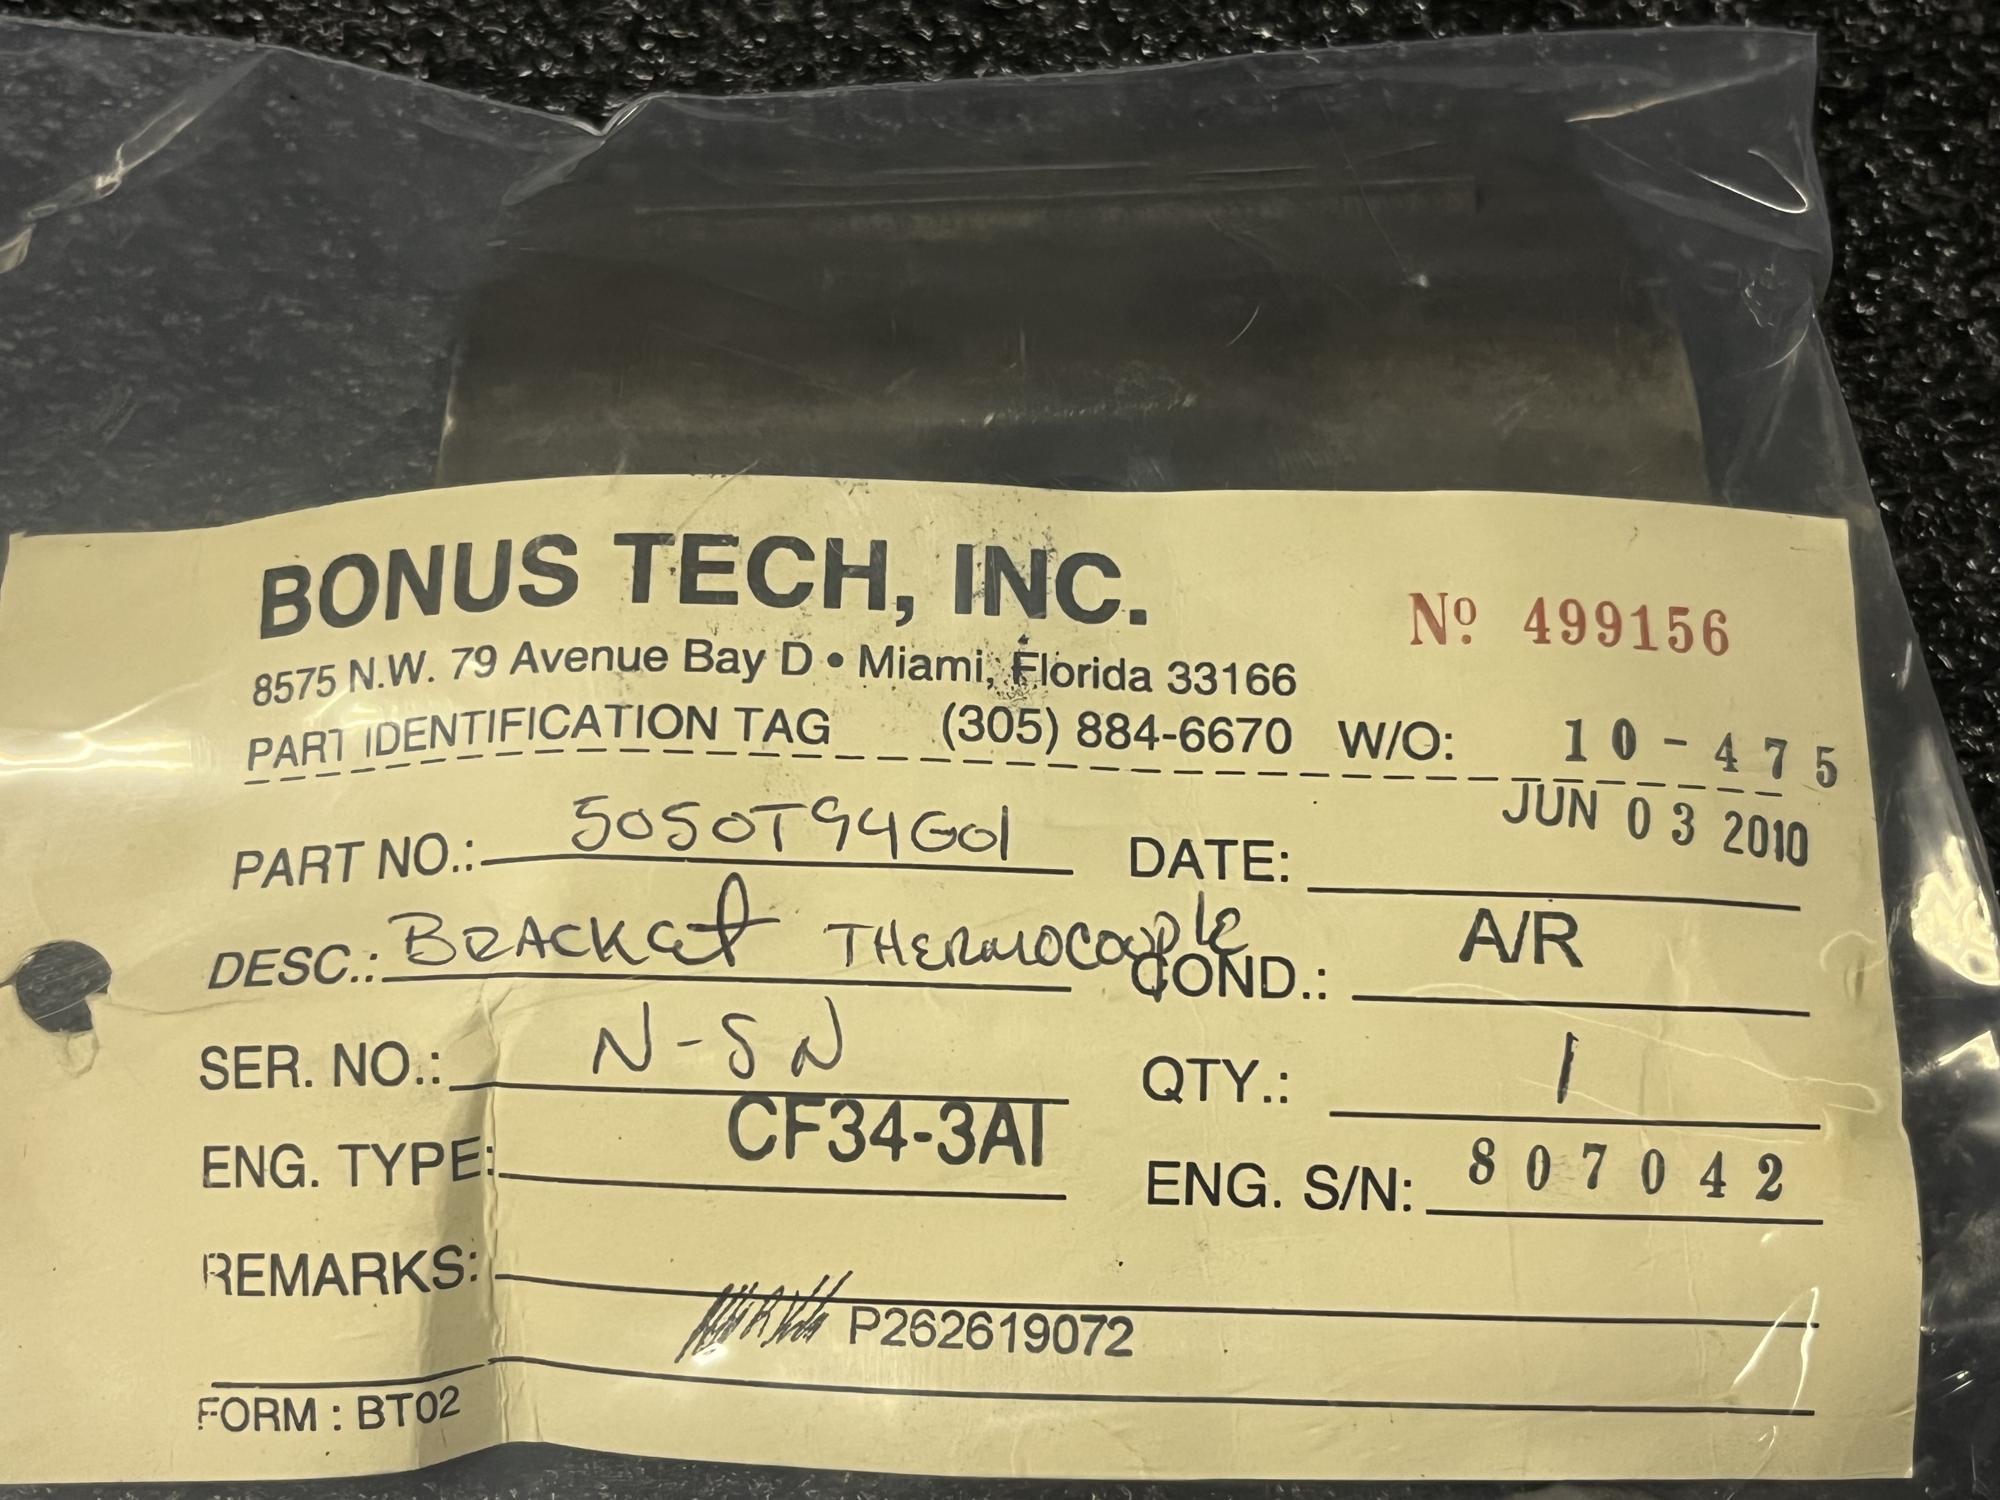 BONUS TECH, INC.
Nº 499156
8575 N.W. 79 Avenue Bay D • Miami, Florida 33166
PART IDENTIFICATION TAG (305) 884-6670 W/O: 10-475
PART NO.: 5050T94G01 DATE: JUN 03 2010
DESC.: BRACKet THERMOCOUPle COND.: A/R
SER. NO.: N-SN QTY.: 1
ENG. TYPE: CF34-3A1 ENG. S/N: 807042
REMARKS:
P262619072
FORM : BT02